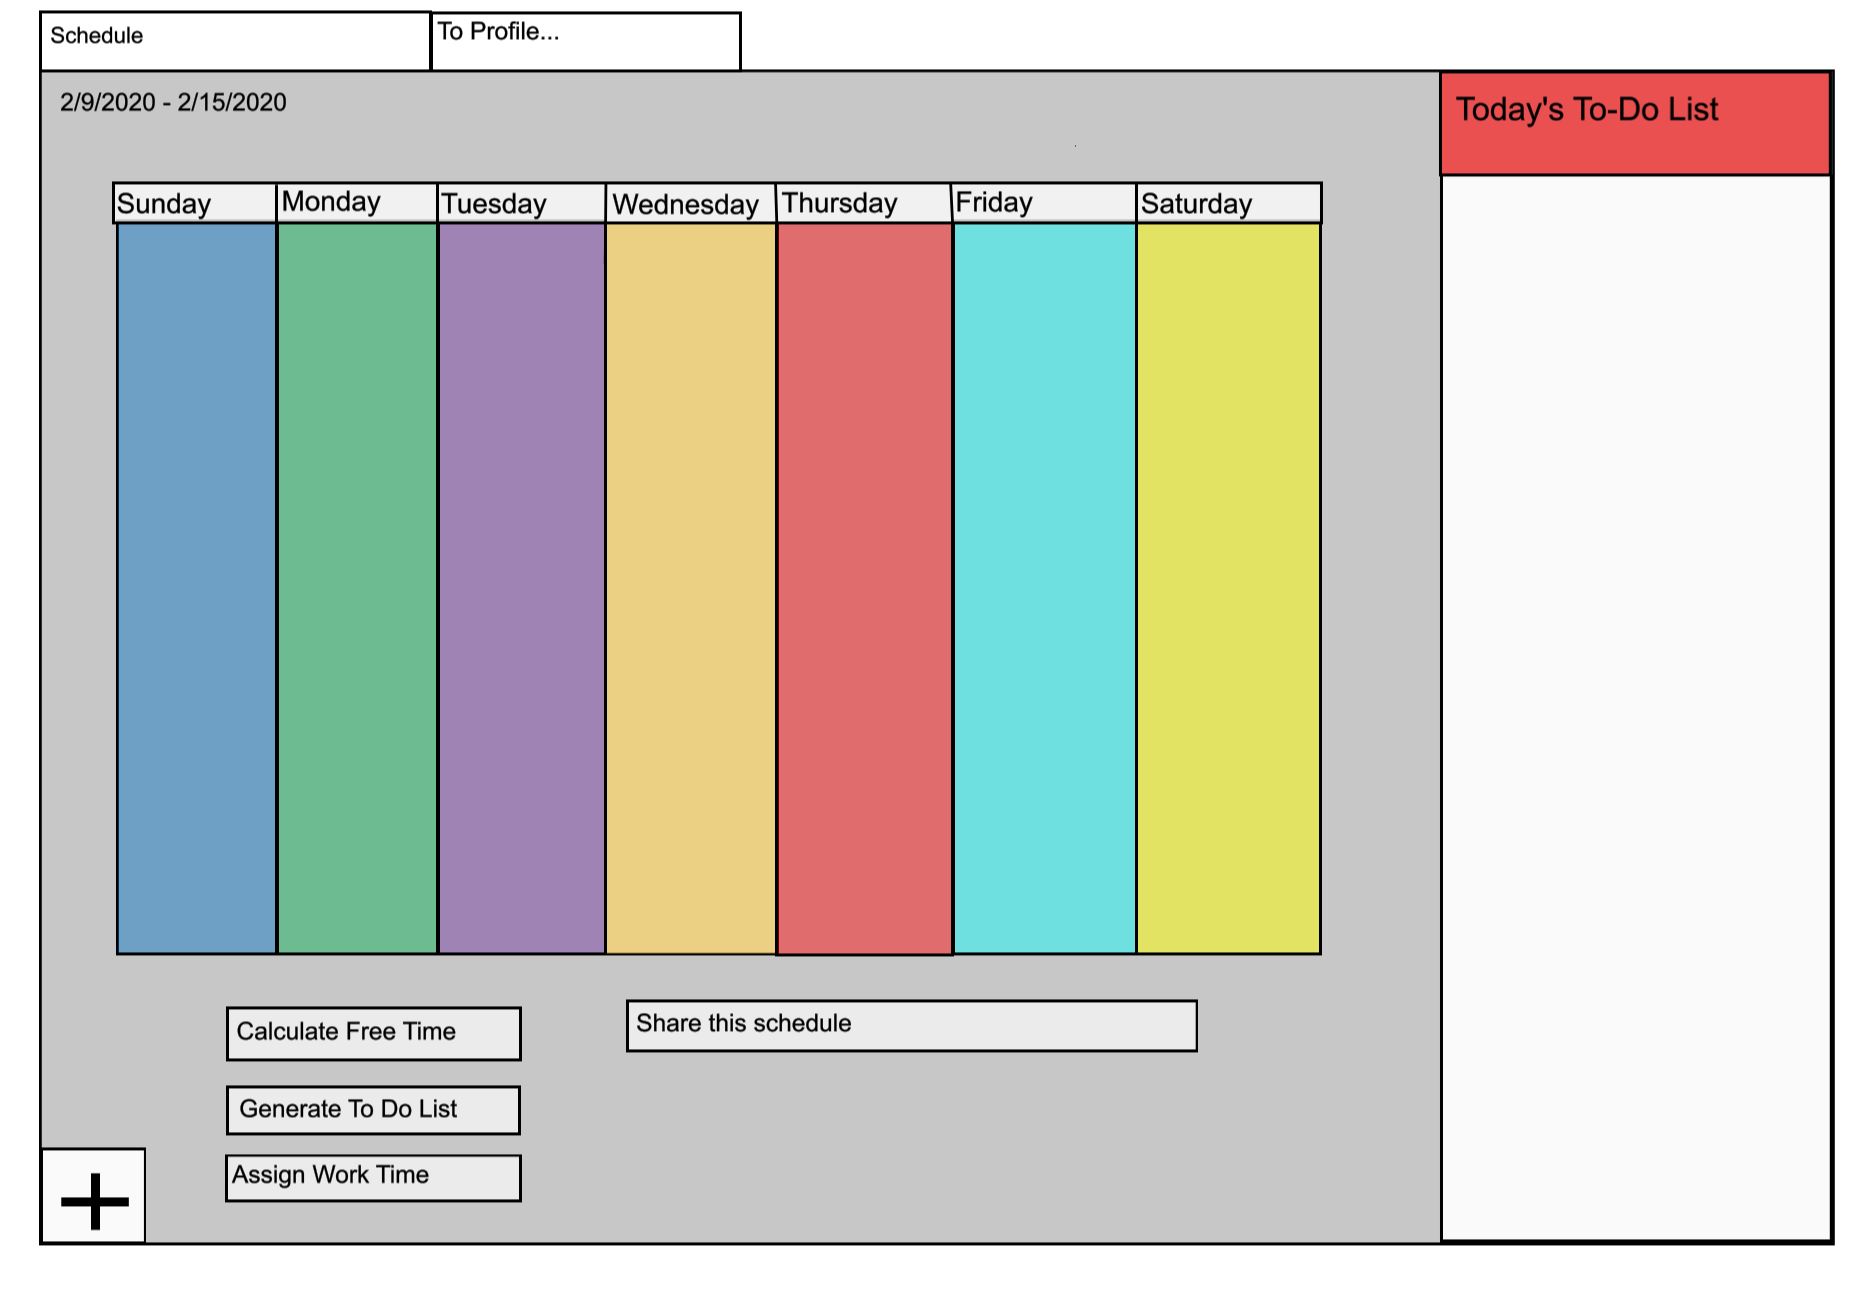 Schedule
To Profile...
2/9/2020 - 2/15/2020
Today's To-Do List
Sunday
Monday
Tuesday
Wednesday
Thursday
Friday
Saturday
Calculate Free Time
Share this schedule
Generate To Do List
Assign Work Time
+